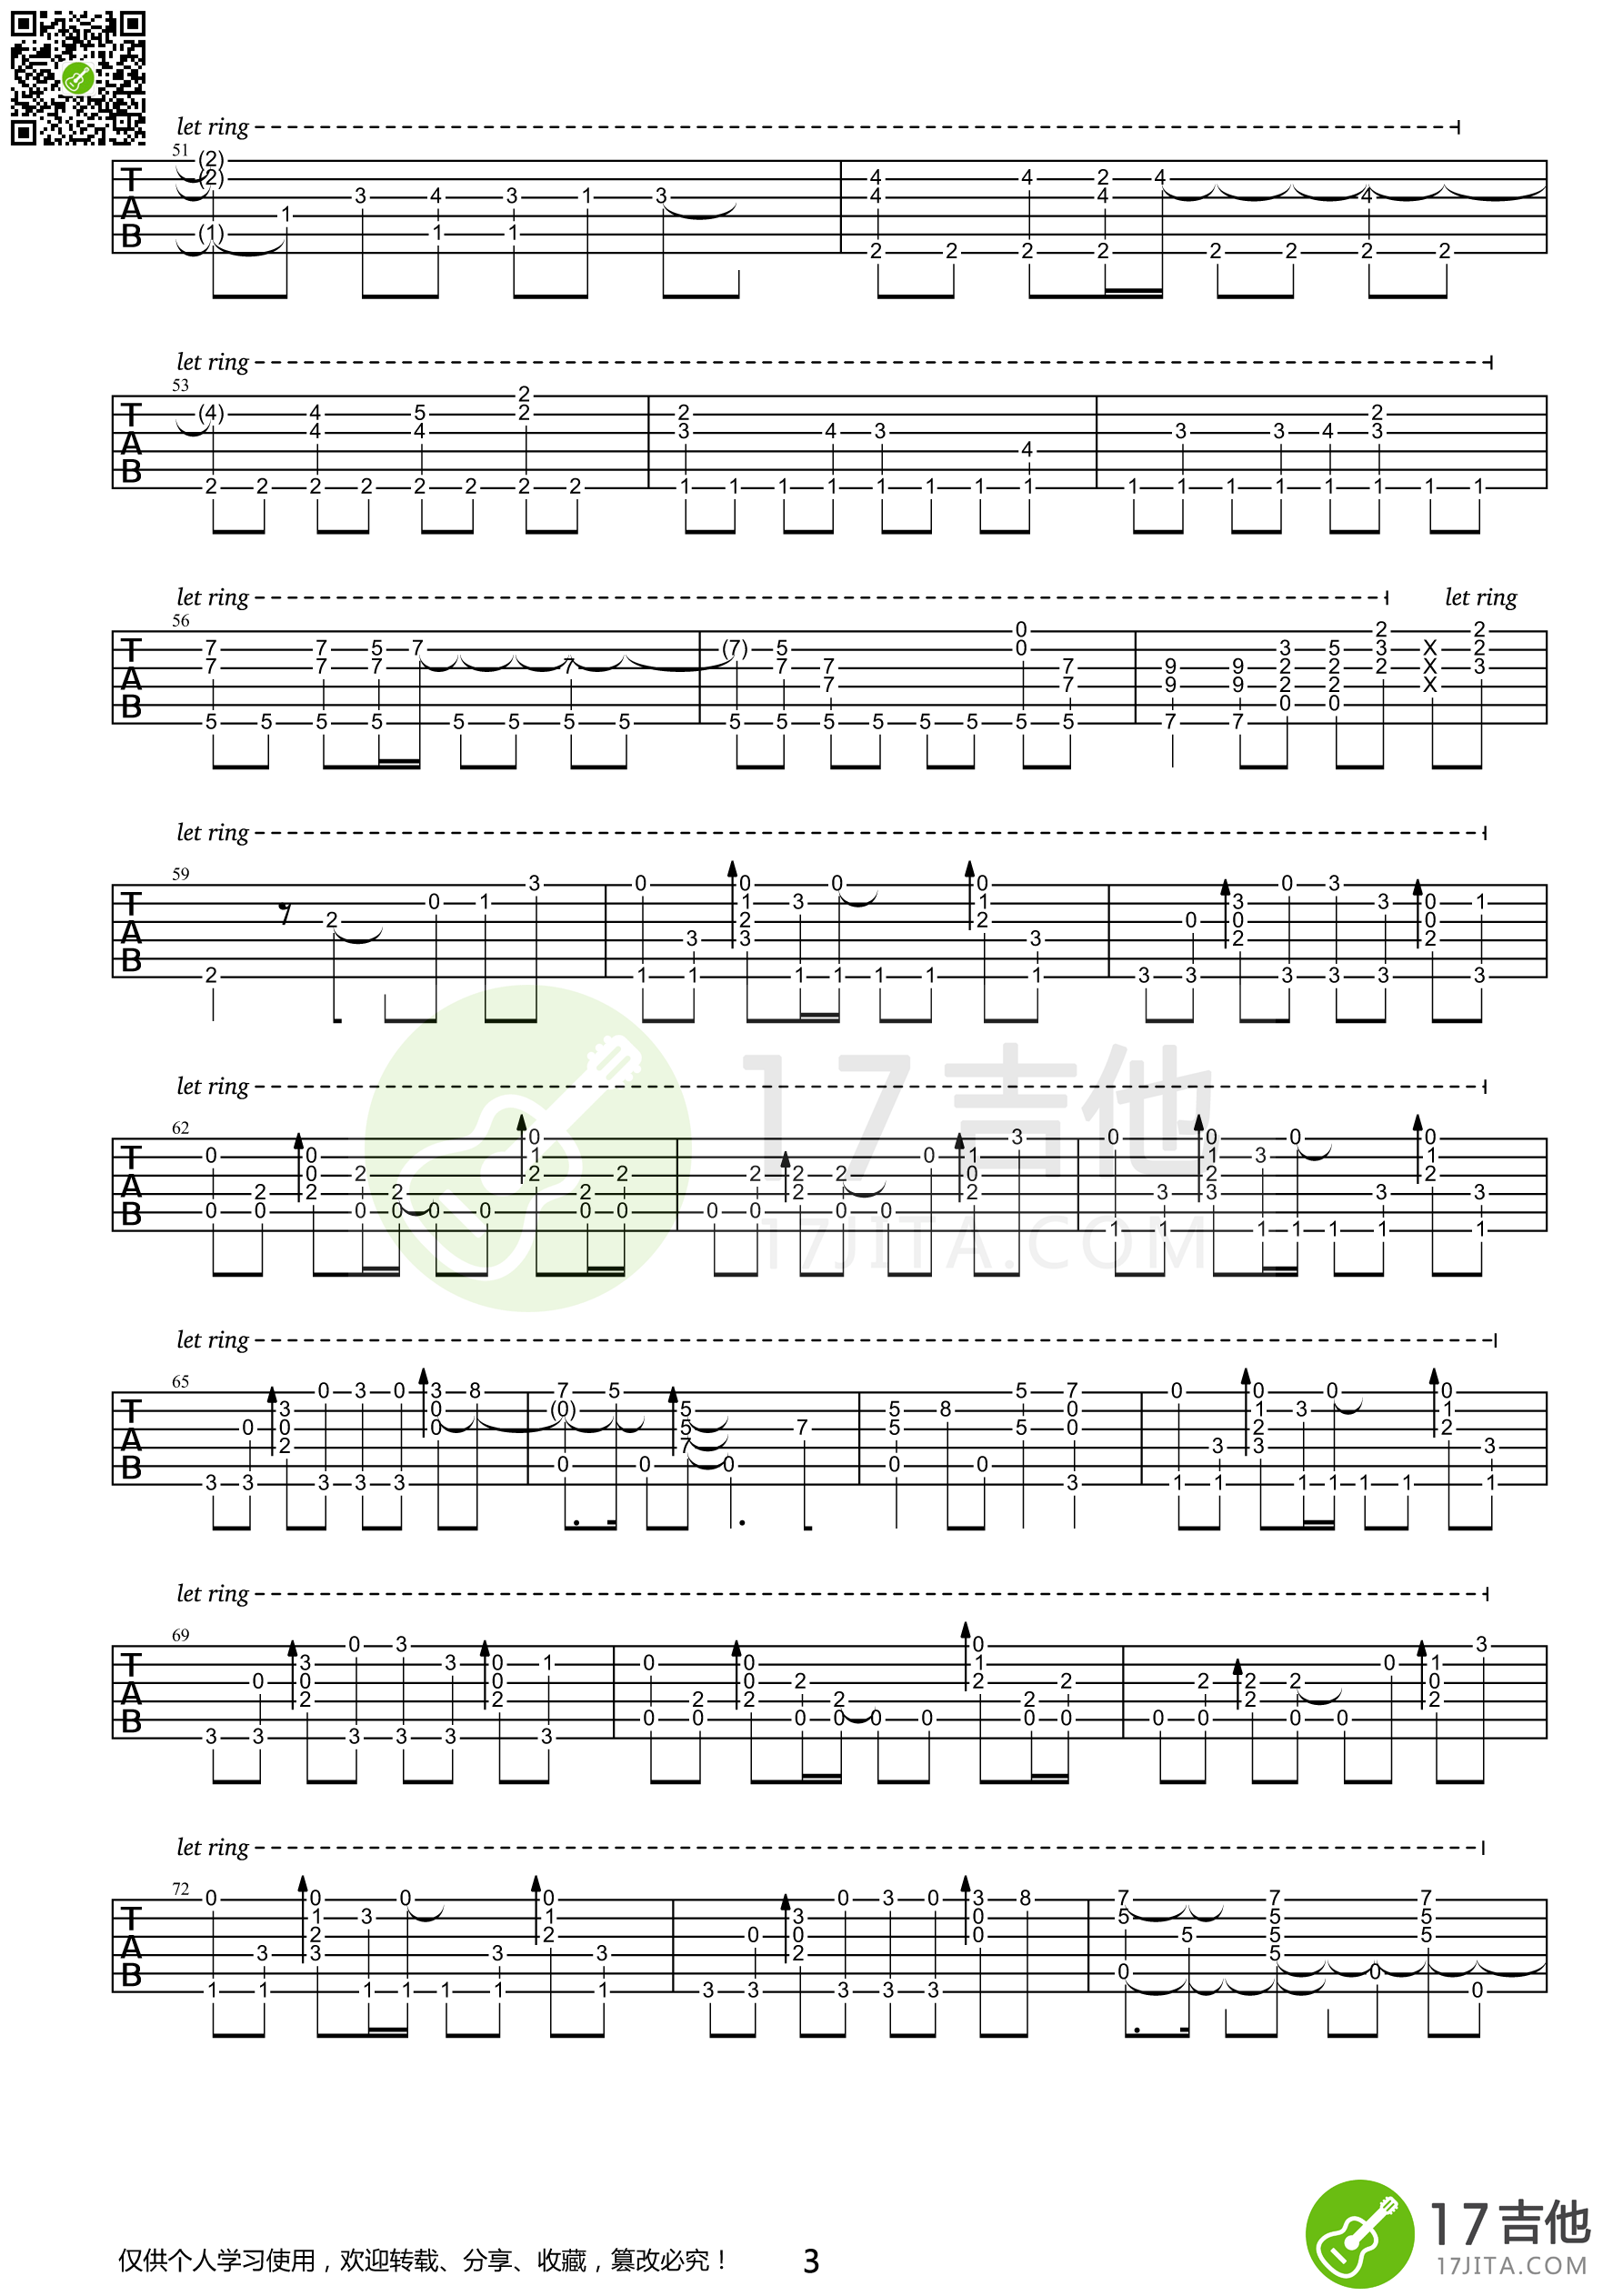 let ring
51
T
A
B
let ring
53
T
A
B
let ring
let ring
56
T
A
B
let ring
59
T
A
B
let ring
62
T
A
B
17吉他
17JITA.COM
let ring
65
T
A
B
let ring
69
T
A
B
let ring
72
T
A
B
仅供个人学习使用，欢迎转载、分享、收藏，篡改必究！
3
17吉他
17JITA.COM